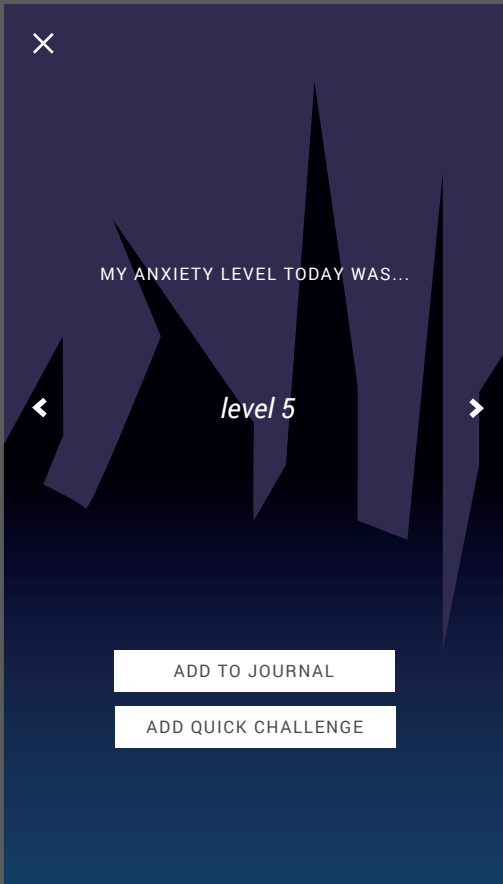 MY ANXIETY LEVEL TODAY WAS...
level 5
ADD TO JOURNAL
ADD QUICK CHALLENGE